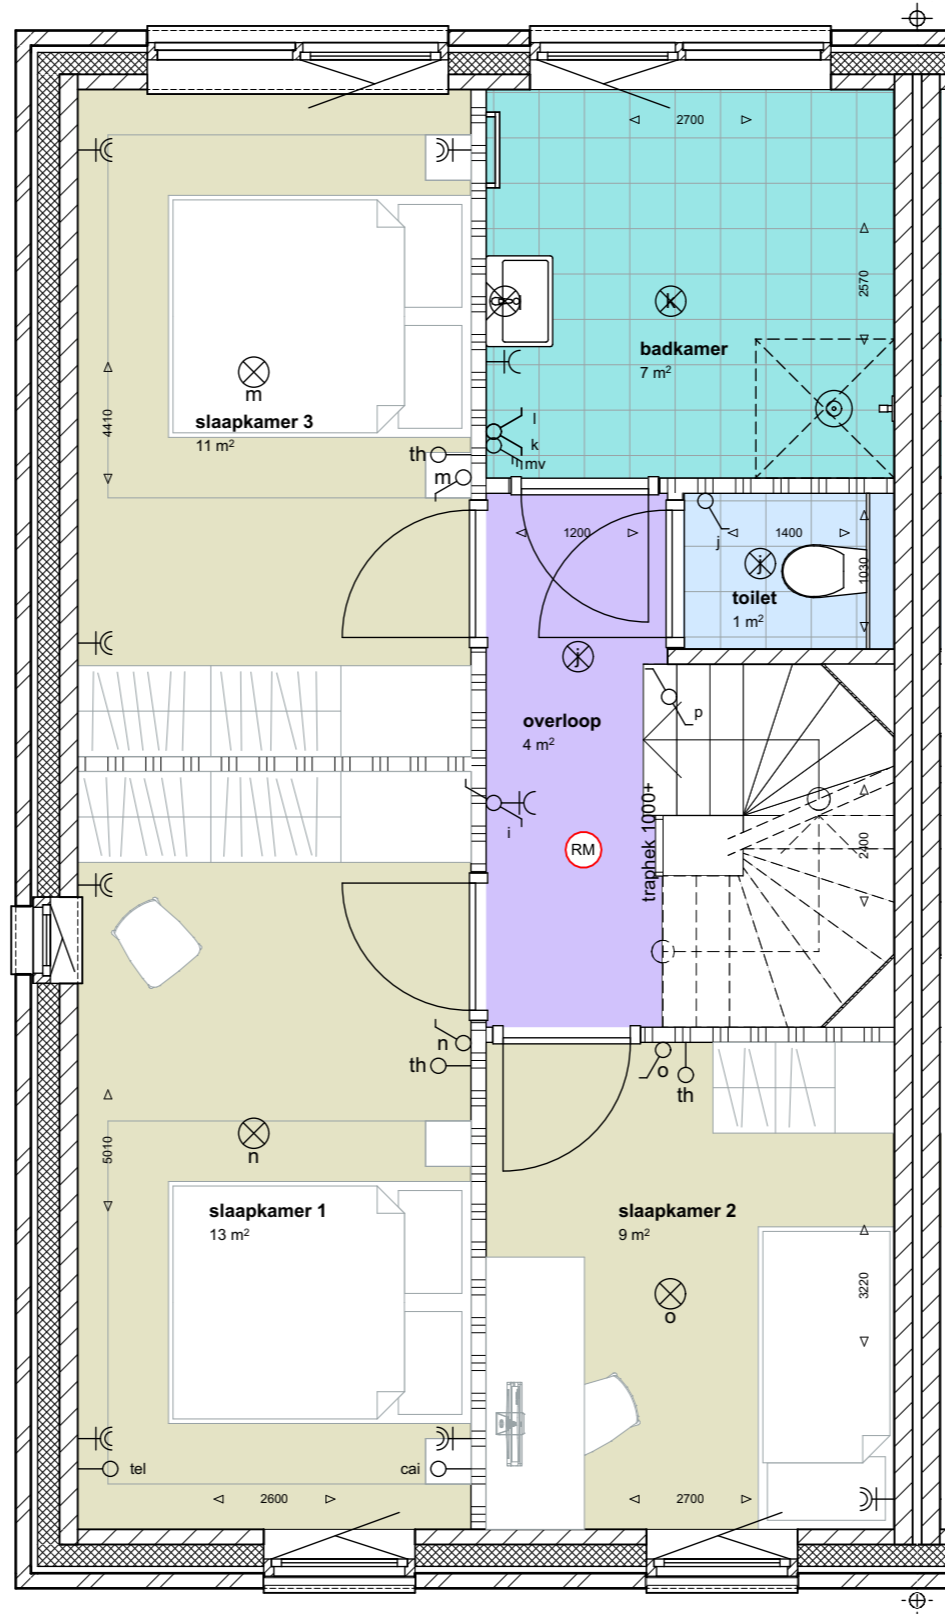 2700
2570
k
badkamer
7 m²
m
slaapkamer 3
11 m²
4410
th
m
l
k
mv
1200
j
1400
j
1030
toilet
1 m²
j
overloop
4 m²
p
i
traphek 1000+
RM
2400
n
th
o
th
5010
n
slaapkamer 1
13 m²
slaapkamer 2
9 m²
3220
o
tel
cai
2600
2700